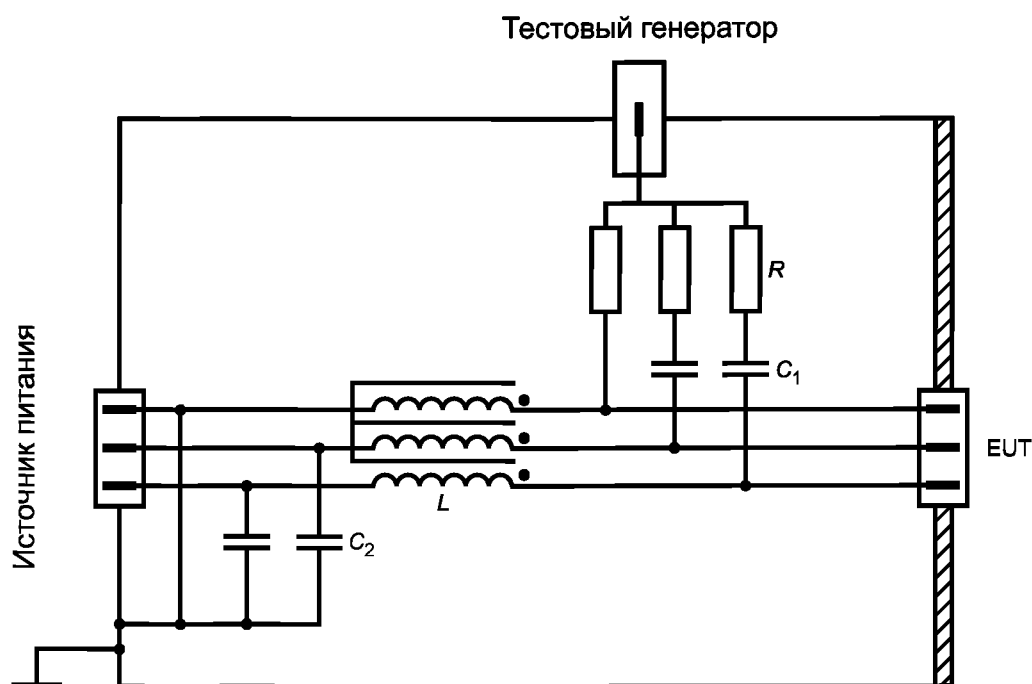 Тестовый генератор
R
C1
Источник питания
EUT
L
C2